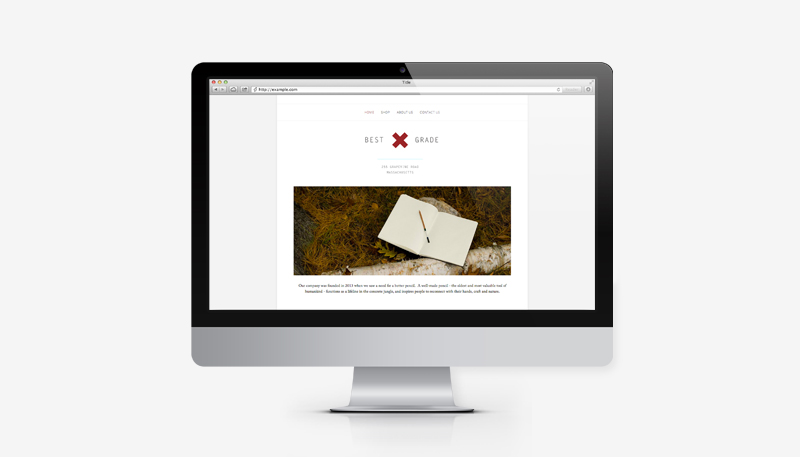 Title
http://example.com
HOME SHOP ABOUT US CONTACT US
BEST GRADE
MASSACHUSETTS
Our company was founded in 2013 when we saw a need for a better pencil. A well-made pencil - the oldest and most valuable tool of
humankind - functions as a lifeline in the concrete jungle, and inspires people to reconnect with their hands, craft and nature.